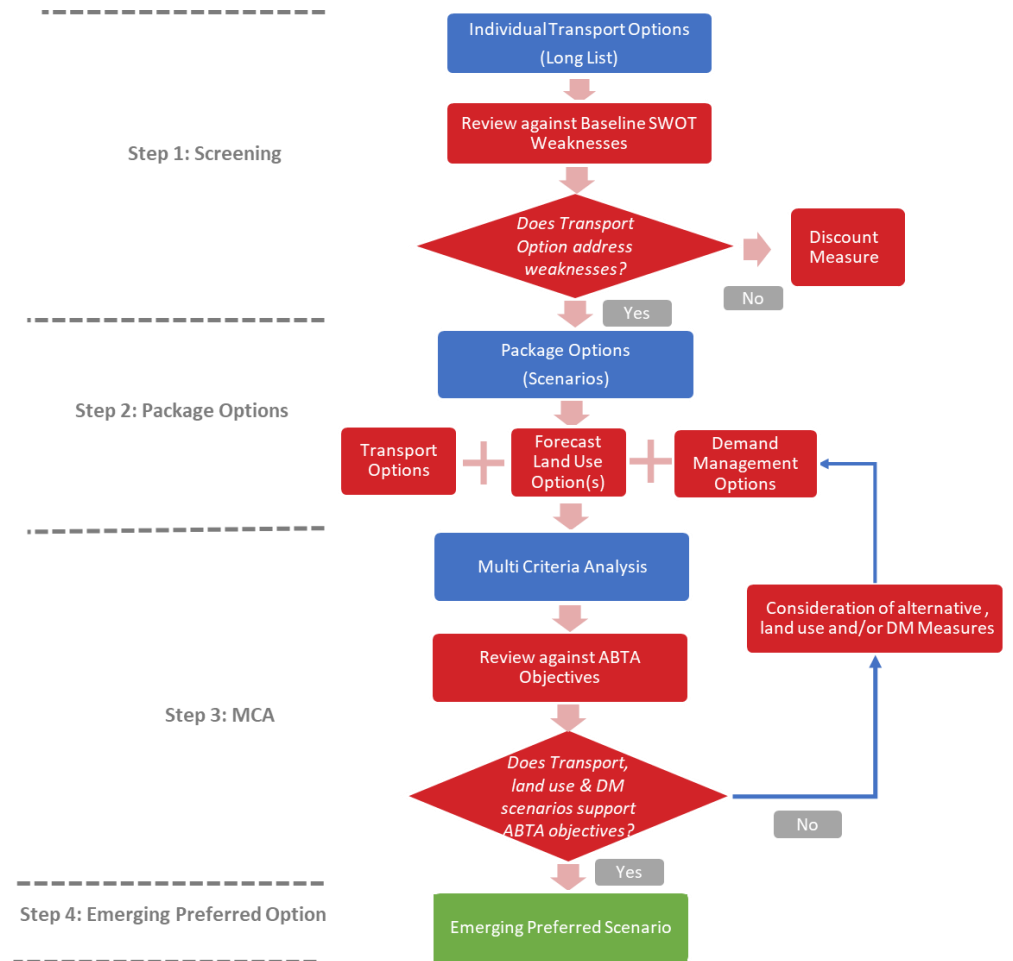 Individual Transport Options
(Long List)
Review against Baseline SWOT
Weaknesses
Step 1: Screening
Does Transport
Option address
weaknesses?
Discount
Measure
No
Yes
Package Options
(Scenarios)
Step 2: Package Options
Transport
Options
Forecast
Land Use
Option(s)
Demand
Management
Options
Multi Criteria Analysis
Consideration of alternative ,
land use and/or DM Measures
Review against ABTA
Objectives
Step 3: MCA
Does Transport,
land use & DM
scenarios support
ABTA objectives?
No
Yes
Step 4: Emerging Preferred Option
Emerging Preferred Scenario